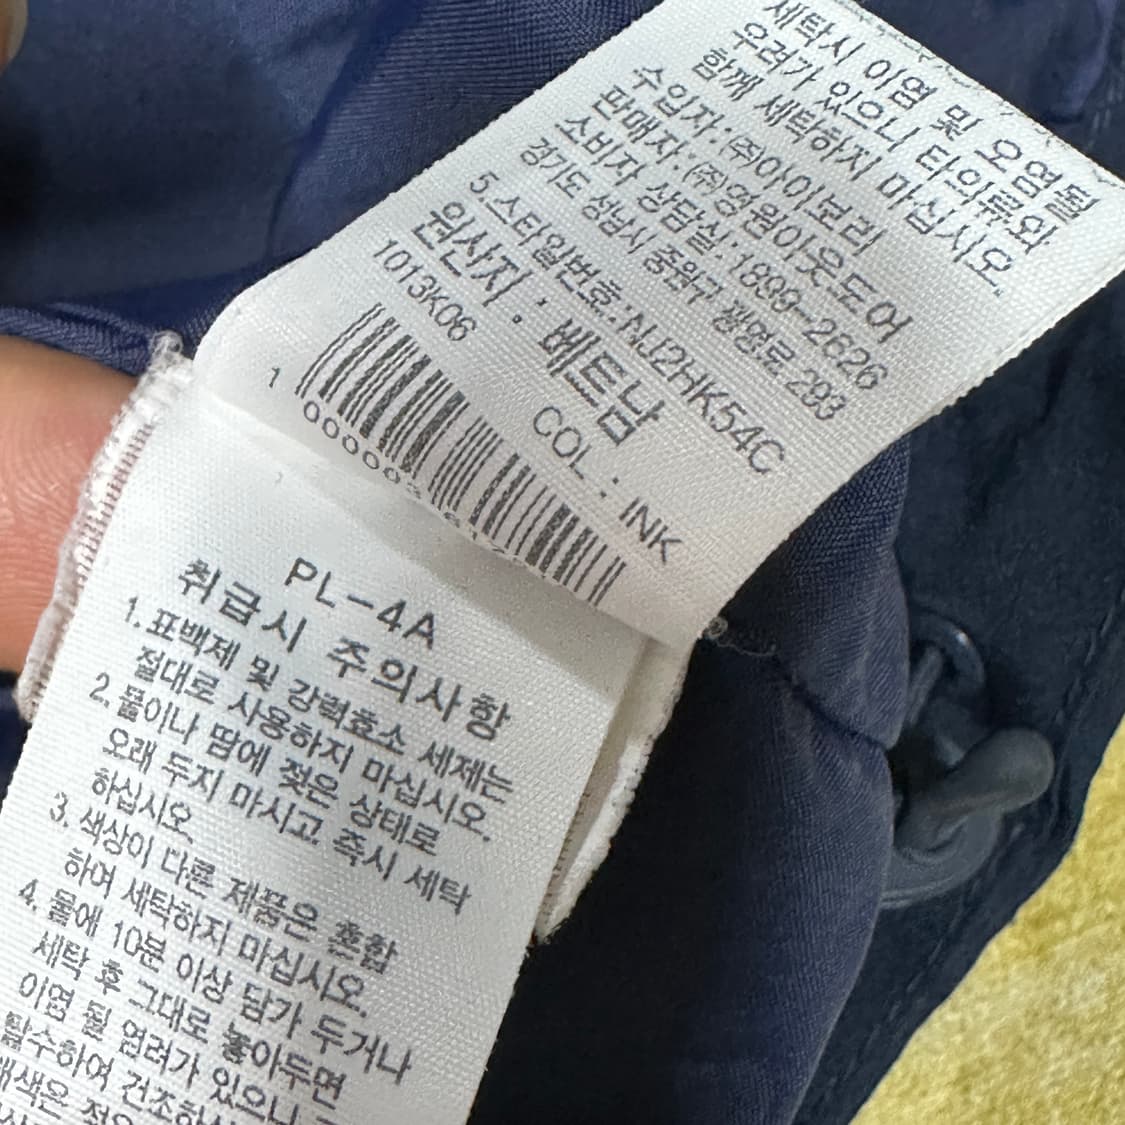 세탁시 이염 및 오염될
우려가 있으니 타의류와
함께 세탁하지 마십시오.
수입자:(주)아이보리
판매자:(주)영원아웃도어
소비자 상담실:1899-2626
경기도 성남시 중원구 광명로 293
5.스타일번호:NJ2HK54C
원산지 : 베트남
1013K06
COL : INK
1
PL-4A
취급시 주의사항
1. 표백제 및 강력효소 세제는
절대로 사용하지 마십시오.
2. 물이나 땀에 젖은 상태로
오래 두지 마시고 즉시 세탁
하십시오.
3. 색상이 다른 제품은 혼합
하며 세탁하지 마십시오.
4. 물에 10분 이상 담가 두거나
세탁 후 그대로 놓아두면
이염 될 염려가 있으니
탈수하여